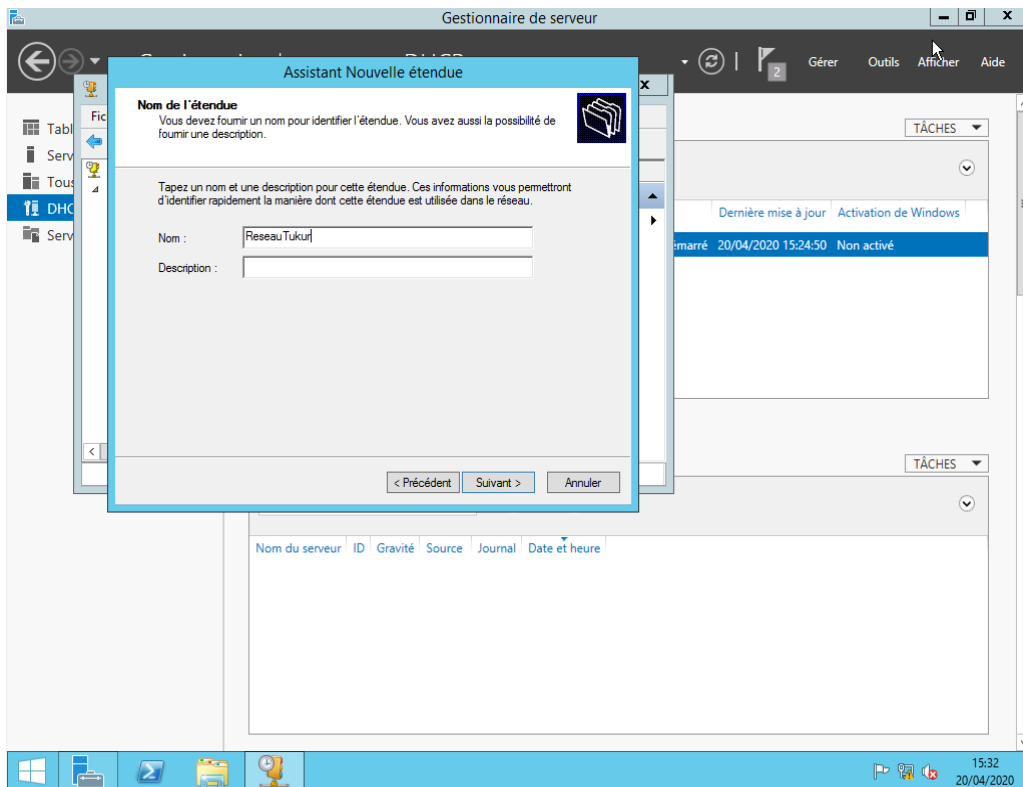 Gestionnaire de serveur
2
Gérer
Outils
Afficher
Aide
Assistant Nouvelle étendue
Nom de l'étendue
Vous devez fournir un nom pour identifier l'étendue. Vous avez aussi la possibilité de
fournir une description.
Tapez un nom et une description pour cette étendue. Ces informations vous permettront
d'identifier rapidement la manière dont cette étendue est utilisée dans le réseau.
Nom :
ReseauTukur
Description :
< Précédent
Suivant >
Annuler
Fic
Tabl
Serv
Tous
DHC
Serv
TÂCHES
Dernière mise à jour
Activation de Windows
émarré
20/04/2020 15:24:50
Non activé
TÂCHES
Nom du serveur
ID
Gravité
Source
Journal
Date et heure
15:32
20/04/2020